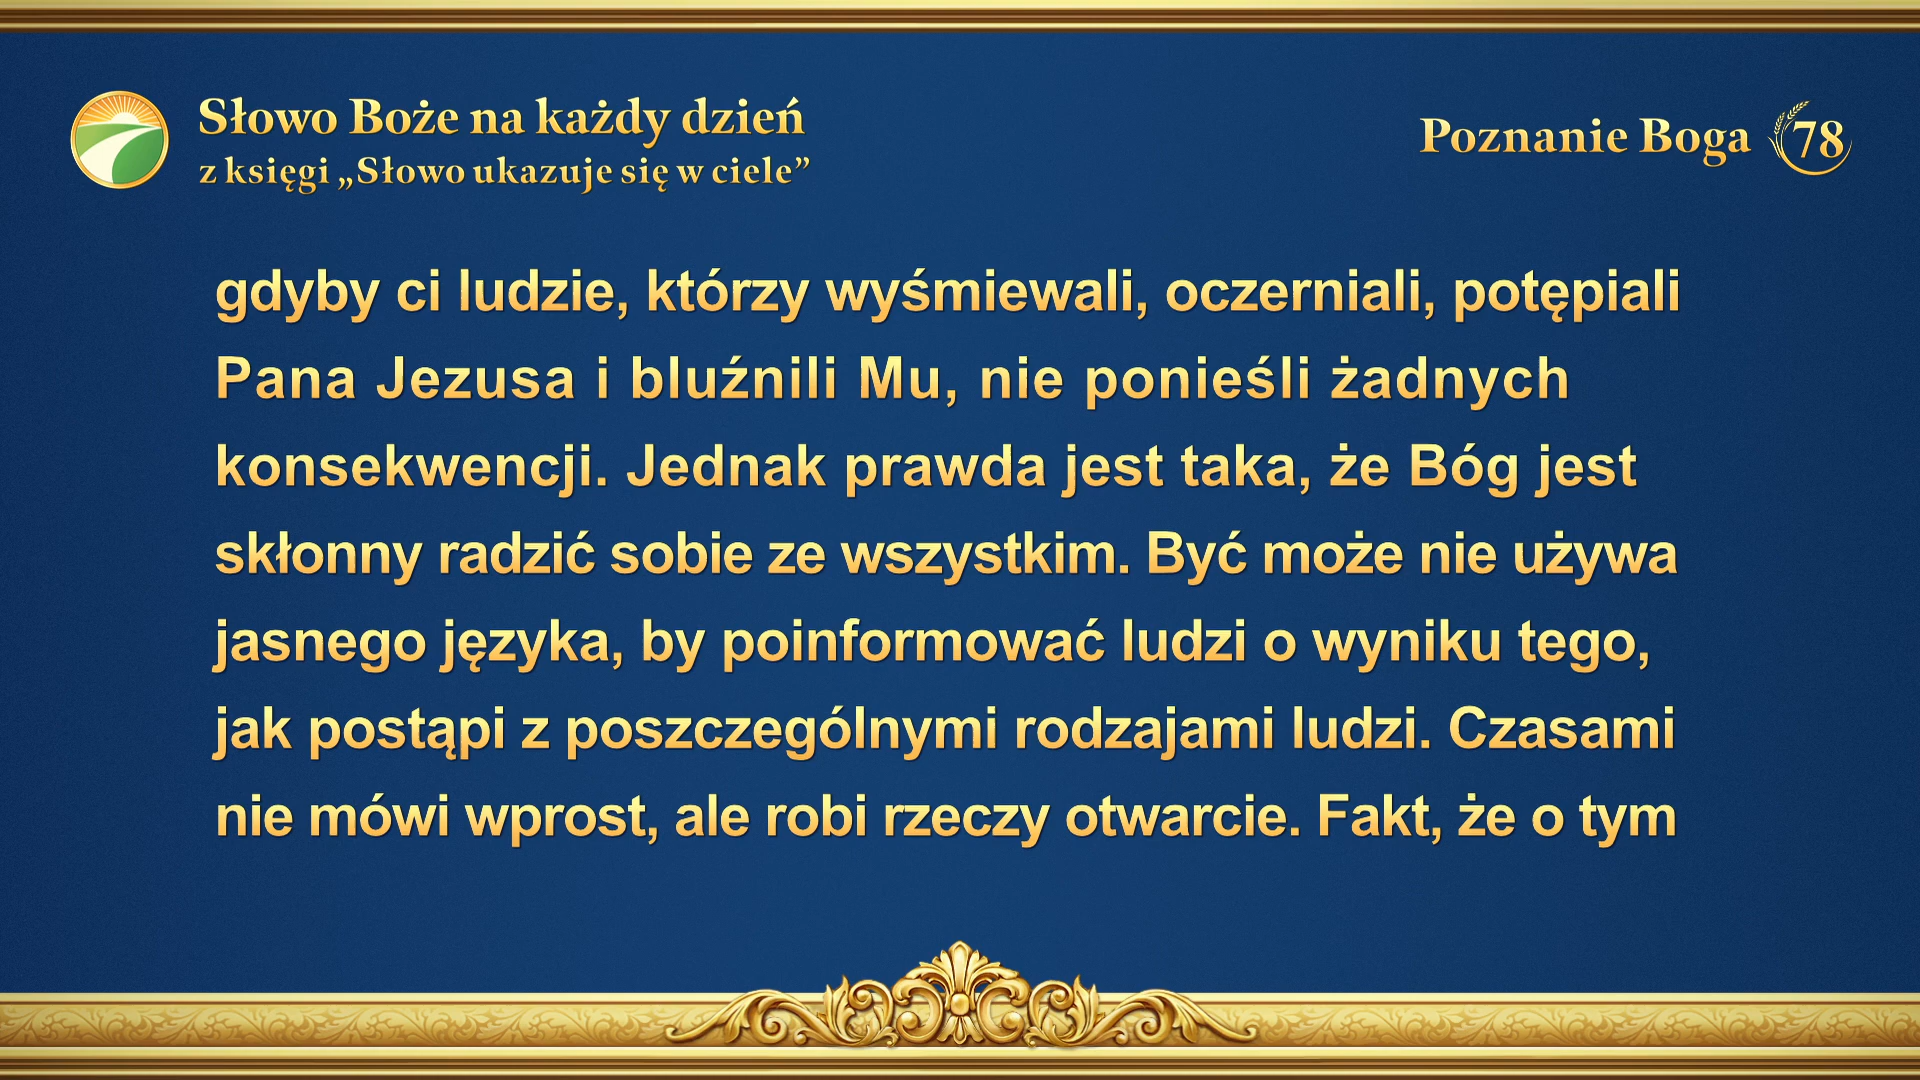 Słowo Boże na każdy dzień
z księgi „Słowo ukazuje się w ciele”
Poznanie Boga 78
gdyby ci ludzie, którzy wyśmiewali, oczerniali, potępiali
Pana Jezusa i bluźnili Mu, nie ponieśli żadnych
konsekwencji. Jednak prawda jest taka, że Bóg jest
skłonny radzić sobie ze wszystkim. Być może nie używa
jasnego języka, by poinformować ludzi o wyniku tego,
jak postąpi z poszczególnymi rodzajami ludzi. Czasami
nie mówi wprost, ale robi rzeczy otwarcie. Fakt, że o tym